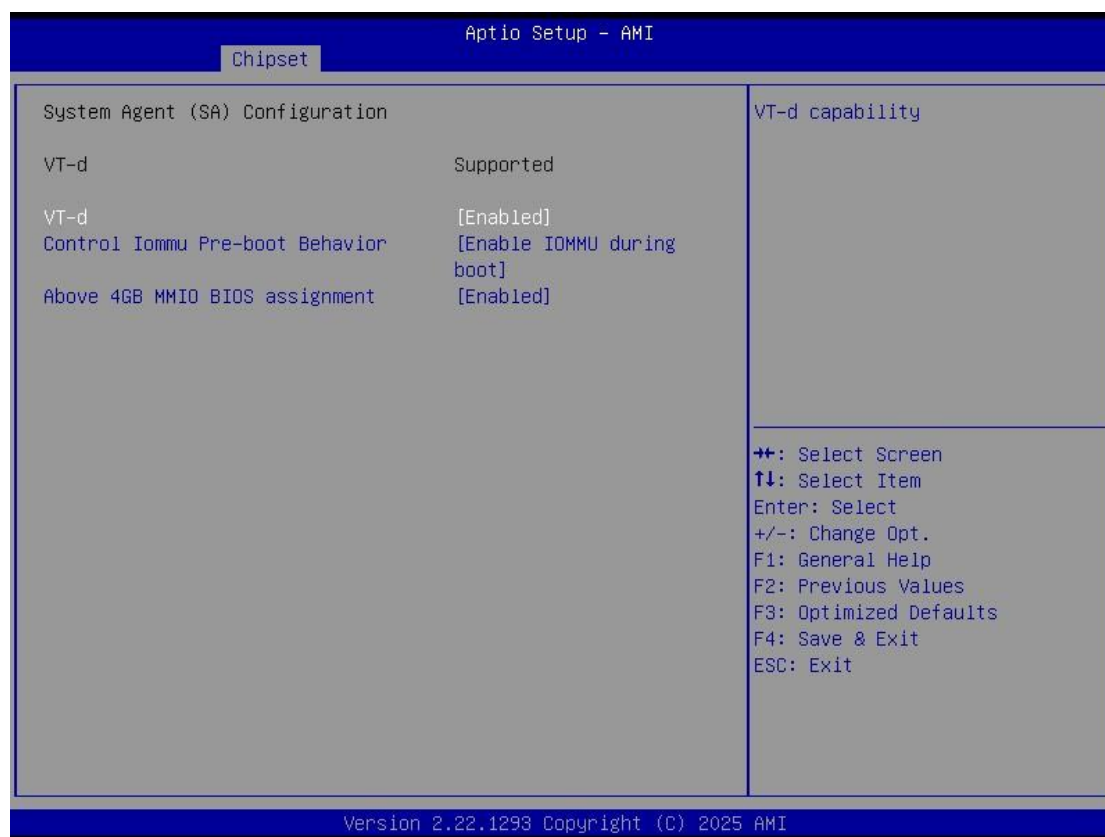 Aptio Setup – AMI
Chipset
System Agent (SA) Configuration
VT-d Supported
VT-d [Enabled]
Control Iommu Pre-boot Behavior [Enable IOMMU during
boot]
Above 4GB MMIO BIOS assignment [Enabled]
VT-d capability
→←: Select Screen
↑↓: Select Item
Enter: Select
+/-: Change Opt.
F1: General Help
F2: Previous Values
F3: Optimized Defaults
F4: Save & Exit
ESC: Exit
Version 2.22.1293 Copyright (C) 2025 AMI